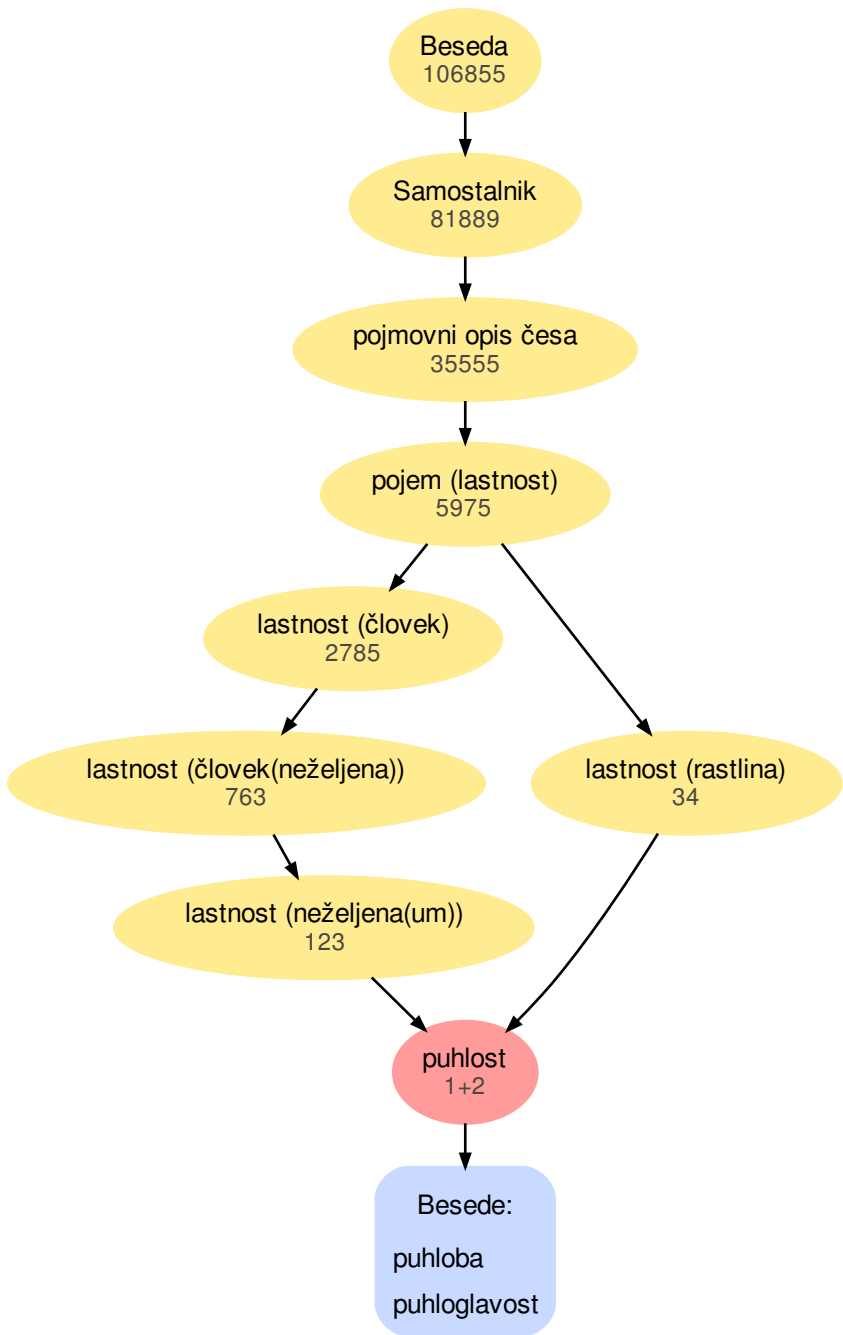 Beseda
106855
Samostalnik
81889
pojmovni opis česa
35555
pojem (lastnost)
5975
lastnost (človek)
2785
lastnost (človek(neželjena))
763
lastnost (rastlina)
34
lastnost (neželjena(um))
123
puhlost
1+2
Besede:
puhloba
puhloglavost